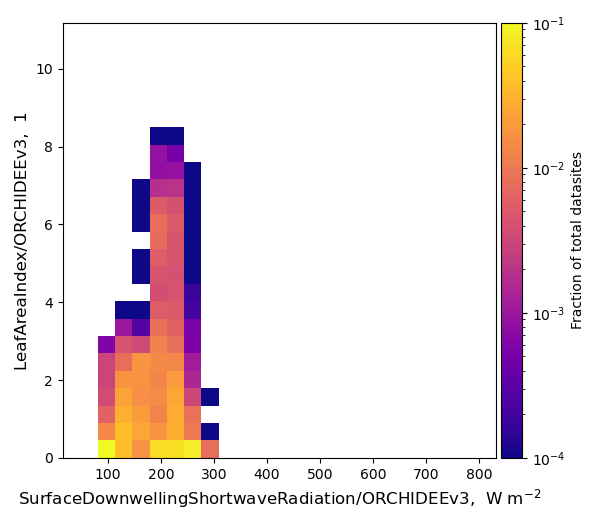 LeafAreaIndex/ORCHIDEEv3, 1
10
8
6
4
2
0
100 200 300 400 500 600 700 800
SurfaceDownwellingShortwaveRadiation/ORCHIDEEv3, W m⁻²
10⁻¹
10⁻²
10⁻³
10⁻⁴
Fraction of total datasites